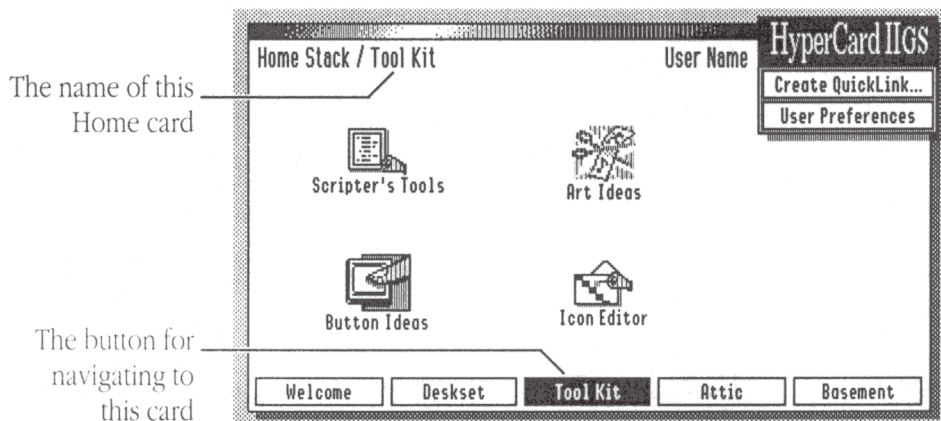 HyperCard IIGS
Home Stack / Tool Kit
User Name
Create QuickLink...
User Preferences
The name of this
Home card
Scripter's Tools
Art Ideas
Button Ideas
Icon Editor
The button for
navigating to
this card
Welcome
Deskset
Tool Kit
Attic
Basement